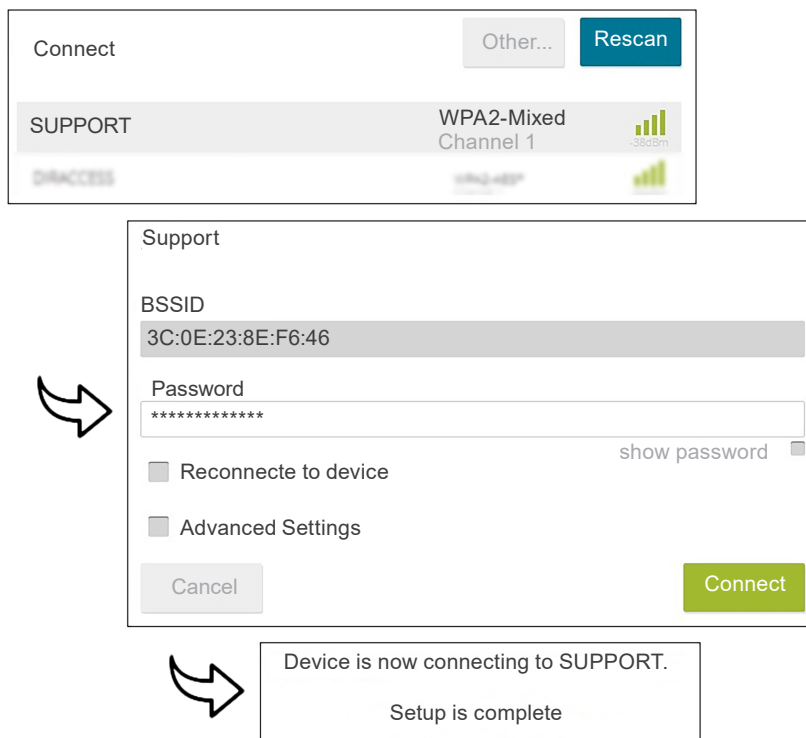 Connect
Other...
Rescan
SUPPORT
WPA2-Mixed
Channel 1
-38dBm
DIRACCESS
Support
BSSID
3C:0E:23:8E:F6:46
Password
*************
show password
Reconnecte to device
Advanced Settings
Cancel
Connect
Device is now connecting to SUPPORT.
Setup is complete